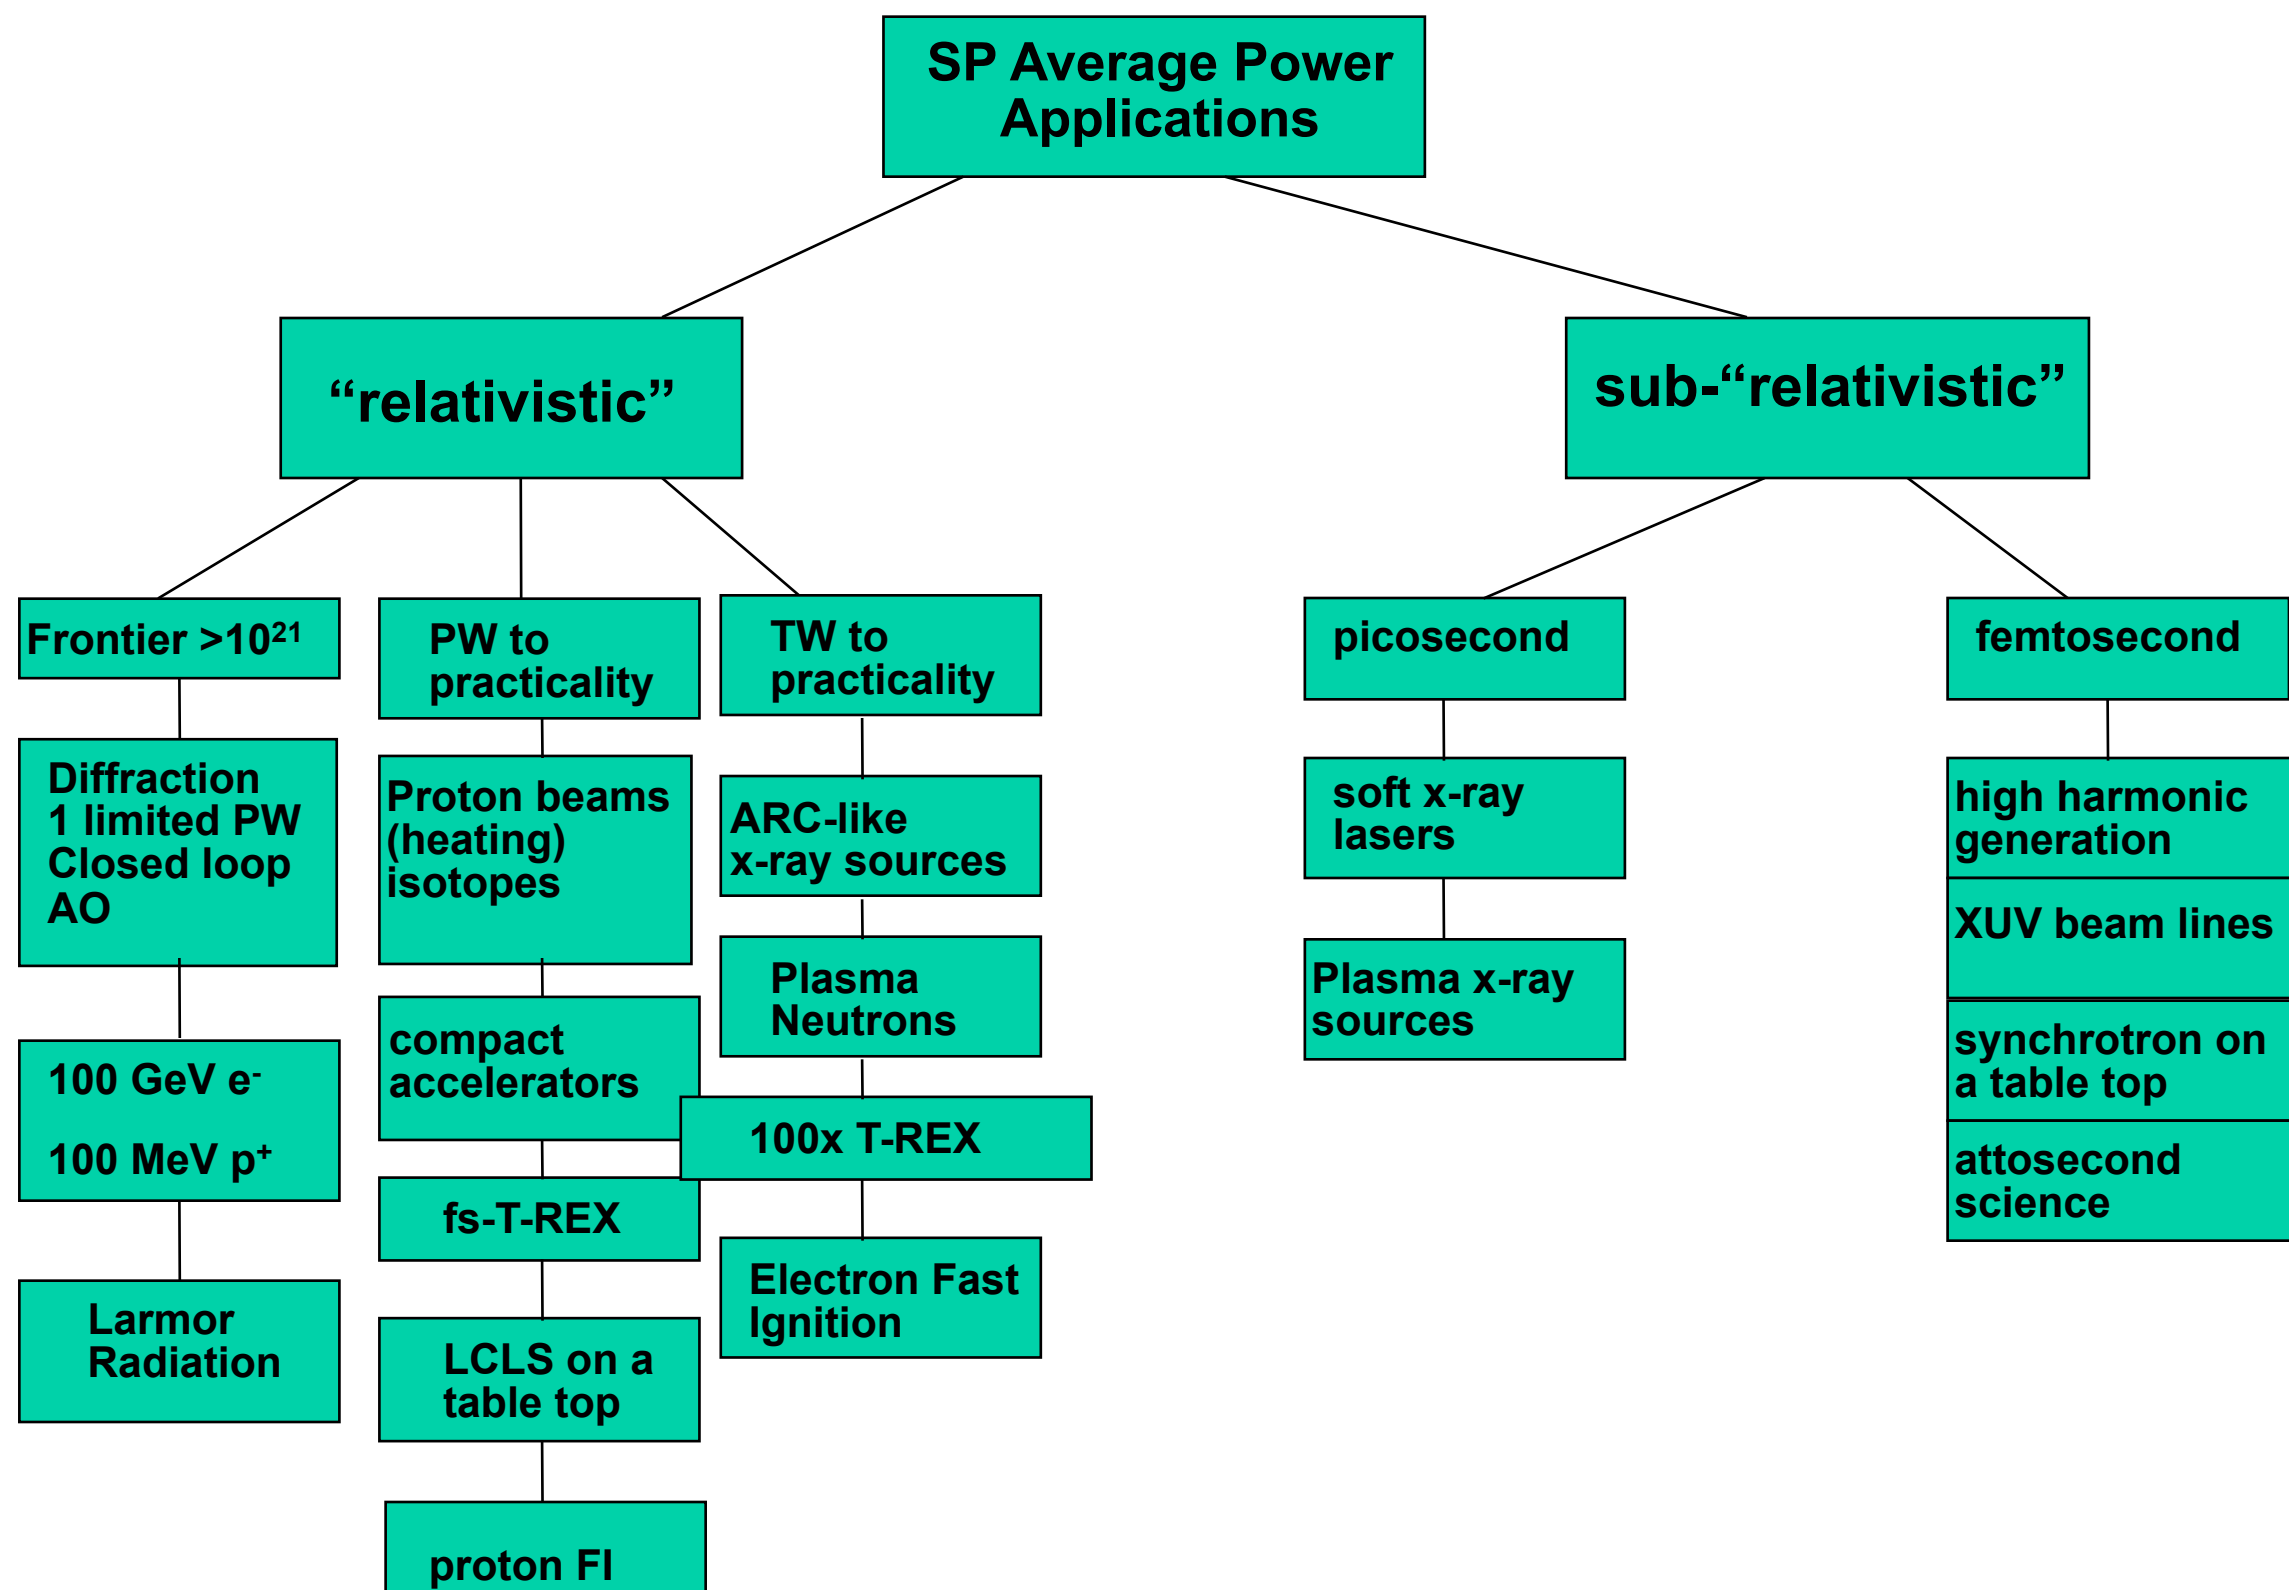 SP Average Power
Applications
“relativistic”
sub-“relativistic”
Frontier >10²¹
Diffraction
1 limited PW
Closed loop
AO
100 GeV e⁻
100 MeV p⁺
Larmor
Radiation
PW to
practicality
Proton beams
(heating)
isotopes
compact
accelerators
fs-T-REX
LCLS on a
table top
proton FI
TW to
practicality
ARC-like
x-ray sources
Plasma
Neutrons
100x T-REX
Electron Fast
Ignition
picosecond
soft x-ray
lasers
Plasma x-ray
sources
femtosecond
high harmonic
generation
XUV beam lines
synchrotron on
a table top
attosecond
science